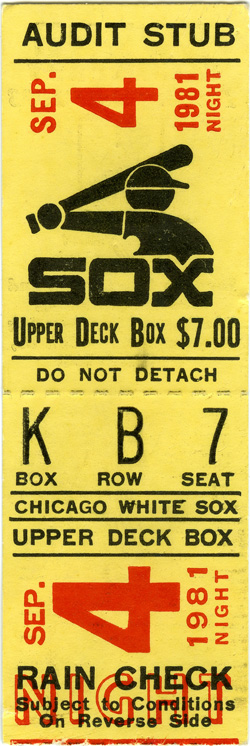 AUDIT STUB
SEP. 4 1981
NIGHT
SOX
UPPER DECK BOX $7.00
DO NOT DETACH
K B 7
BOX ROW SEAT
CHICAGO WHITE SOX
UPPER DECK BOX
SEP. 4 1981
NIGHT
RAIN CHECK
NIGHT
Subject to Conditions
On Reverse Side